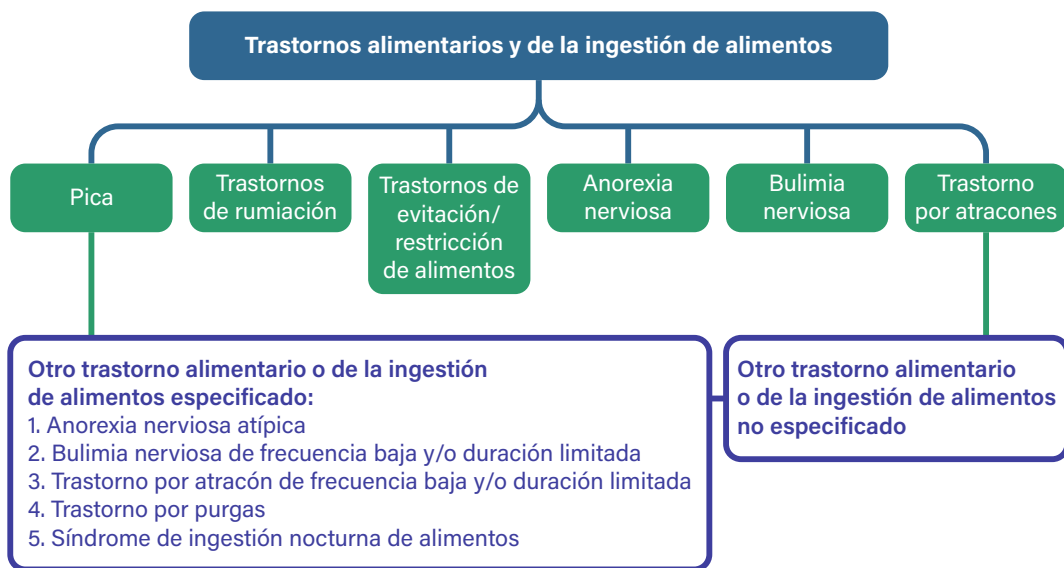 Trastornos alimentarios y de la ingestión de alimentos
Pica
Trastornos
de rumiación
Trastornos de
evitación/
restricción
de alimentos
Anorexia
nerviosa
Bulimia
nerviosa
Trastorno
por atracones
Otro trastorno alimentario o de la ingestión
de alimentos especificado:
1. Anorexia nerviosa atípica
2. Bulimia nerviosa de frecuencia baja y/o duración limitada
3. Trastorno por atracón de frecuencia baja y/o duración limitada
4. Trastorno por purgas
5. Síndrome de ingestión nocturna de alimentos
Otro trastorno alimentario
o de la ingestión de alimentos
no especificado